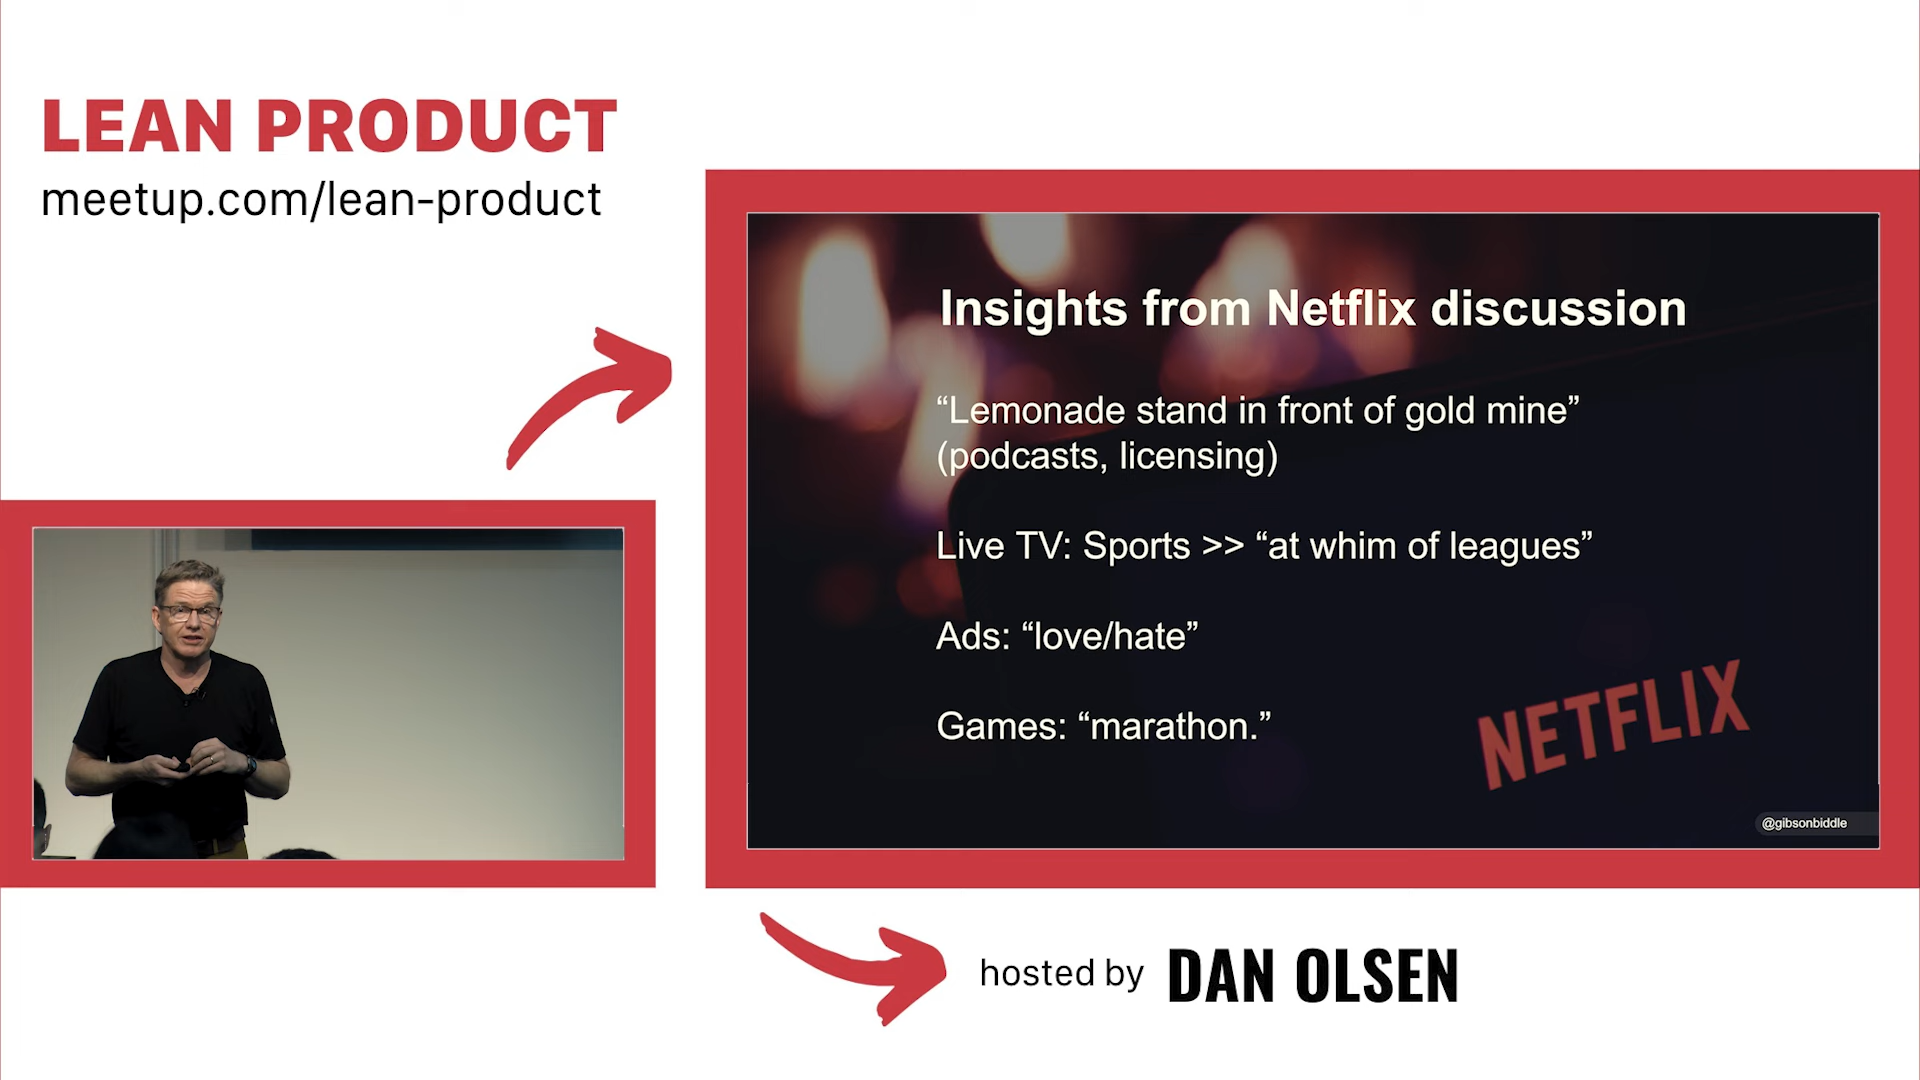 LEAN PRODUCT
meetup.com/lean-product
Insights from Netflix discussion
“Lemonade stand in front of gold mine”
(podcasts, licensing)
Live TV: Sports >> “at whim of leagues”
Ads: “love/hate”
Games: “marathon.”
NETFLIX
@gibsonbiddle
hosted by DAN OLSEN